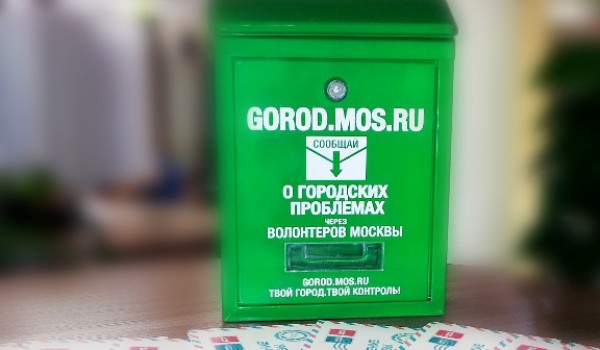 GOROD.MOS.RU
СООБЩАЙ
О ГОРОДСКИХ
ПРОБЛЕМАХ
ЧЕРЕЗ
ВОЛОНТЕРОВ МОСКВЫ
GOROD.MOS.RU
ТВОЙ ГОРОД.ТВОЙ КОНТРОЛЬ!